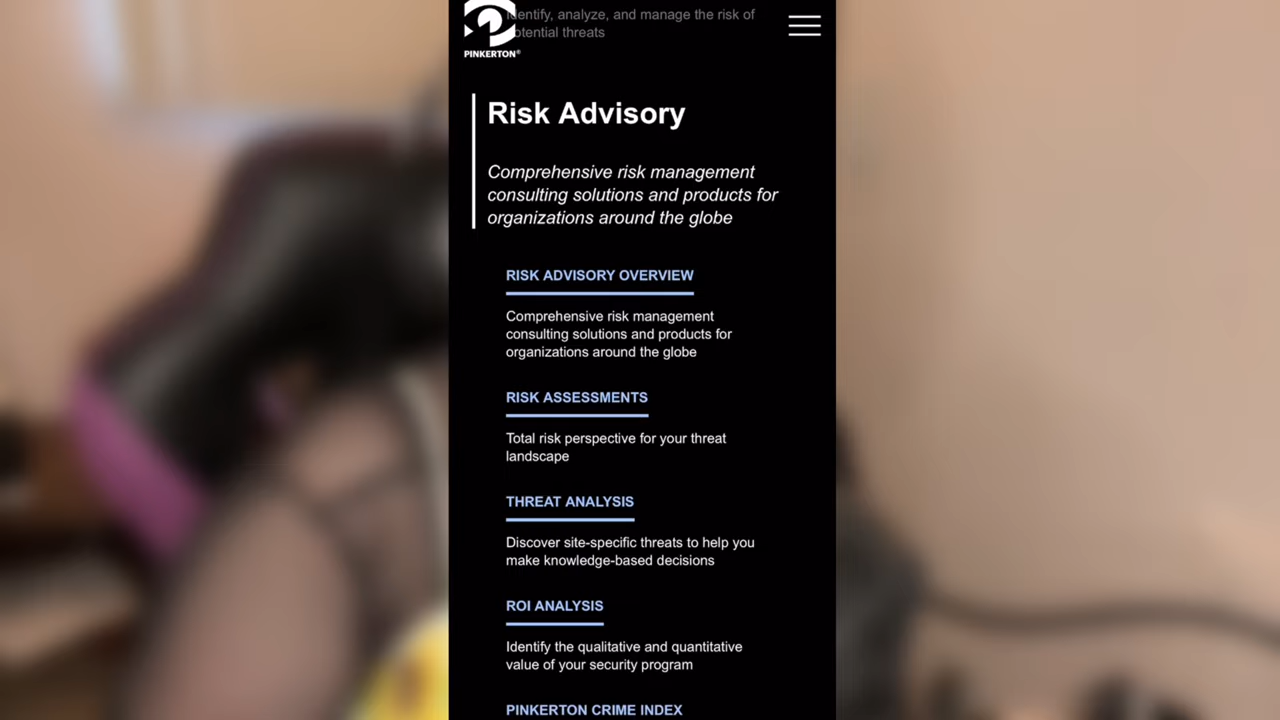 Identify, analyze, and manage the risk of
potential threats
PINKERTON®
Risk Advisory
Comprehensive risk management
consulting solutions and products for
organizations around the globe
RISK ADVISORY OVERVIEW
Comprehensive risk management
consulting solutions and products for
organizations around the globe
RISK ASSESSMENTS
Total risk perspective for your threat
landscape
THREAT ANALYSIS
Discover site-specific threats to help you
make knowledge-based decisions
ROI ANALYSIS
Identify the qualitative and quantitative
value of your security program
PINKERTON CRIME INDEX